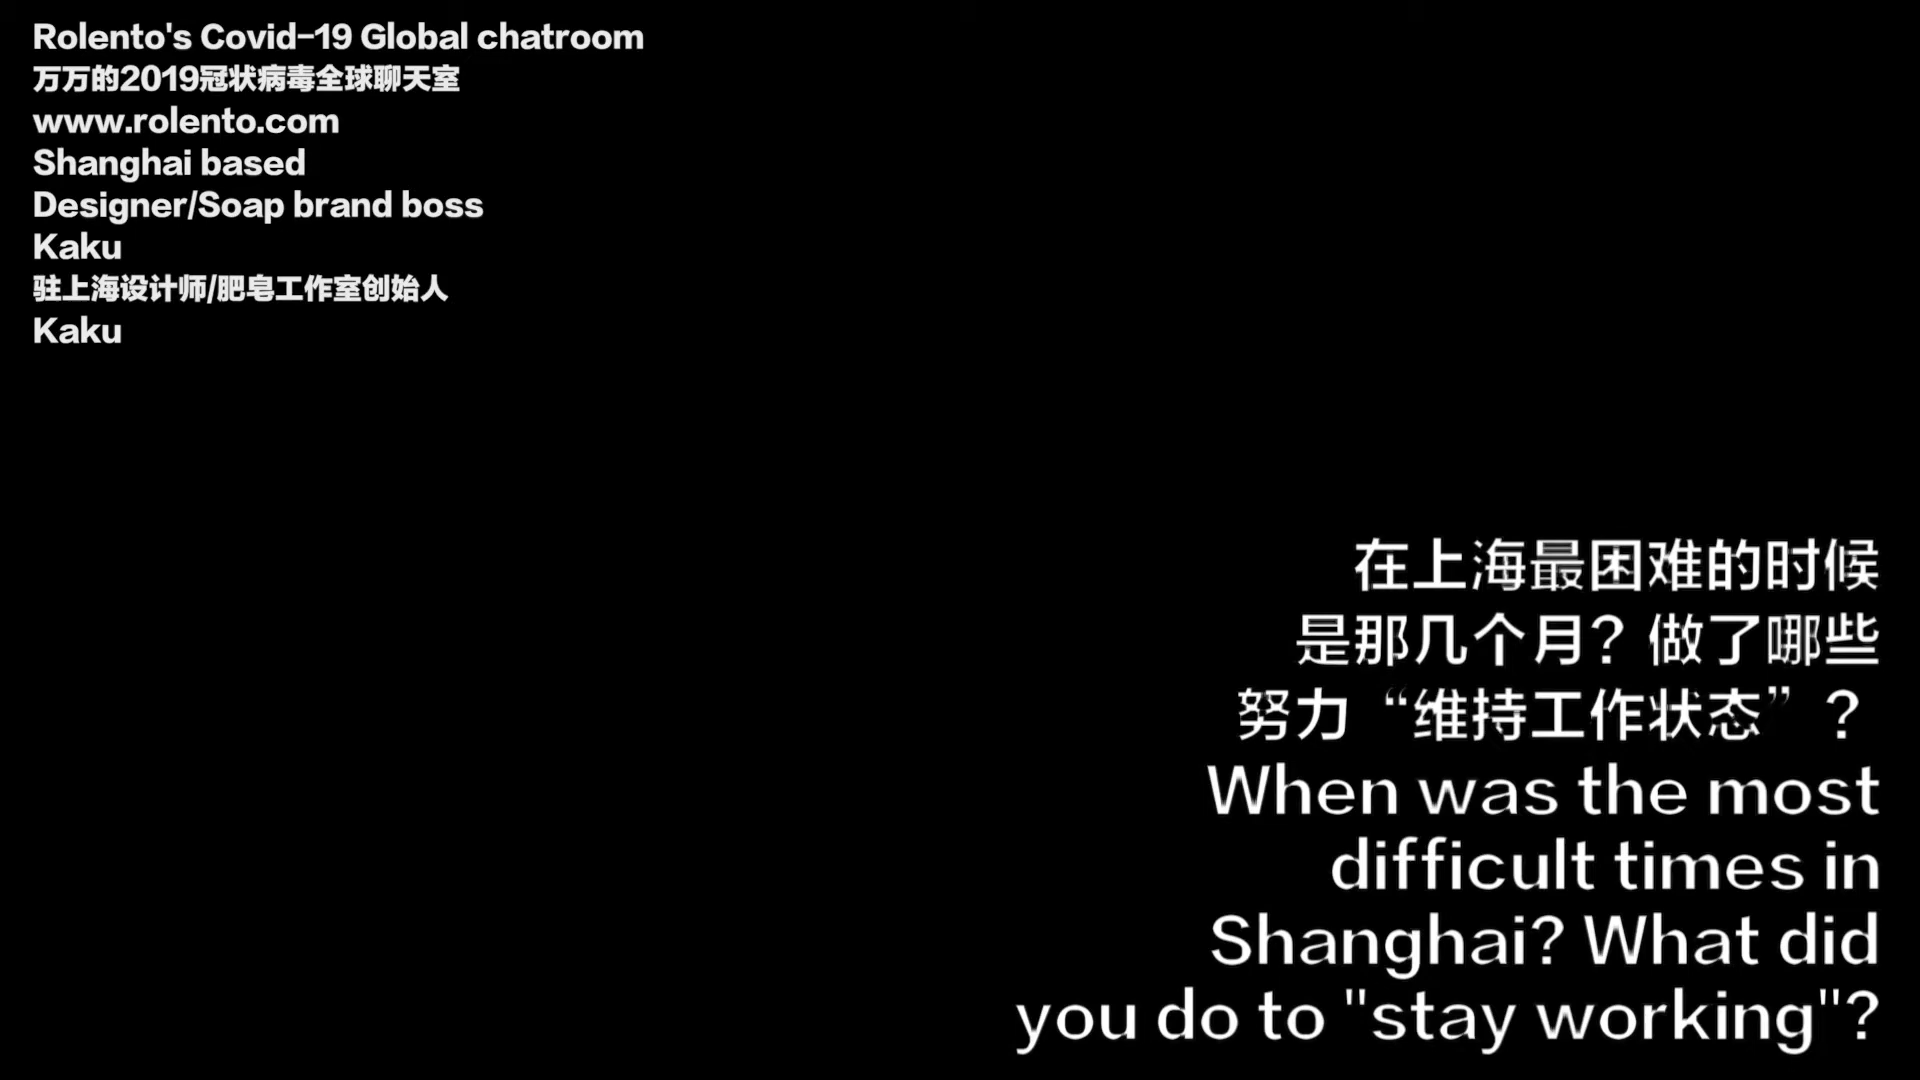 Rolento's Covid-19 Global chatroom
万万的2019冠状病毒全球聊天室
www.rolento.com
Shanghai based
Designer/Soap brand boss
Kaku
驻上海设计师/肥皂工作室创始人
Kaku
在上海最困难的时候
是那几个月？做了哪些
努力“维持工作状态”？
When was the most
difficult times in
Shanghai? What did
you do to "stay working"?